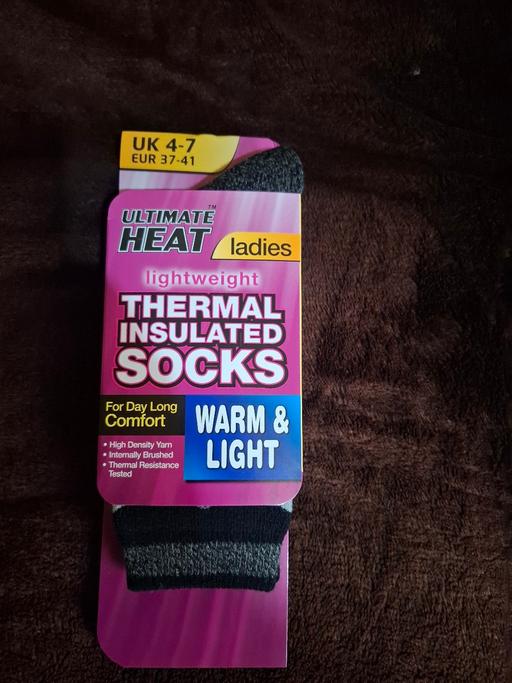 UK 4-7
EUR 37-41
ULTIMATE™
HEAT
ladies
lightweight
THERMAL
INSULATED
SOCKS
For Day Long
Comfort
• High Density Yarn
• Internally Brushed
• Thermal Resistance
Tested
WARM &
LIGHT